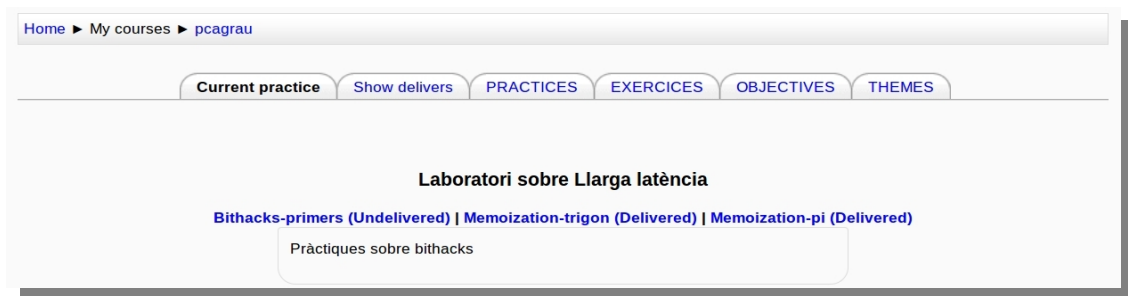 Home ► My courses ► pcagrau
Current practice Show delivers PRACTICES EXERCICES OBJECTIVES THEMES
Laboratori sobre Llarga latència
Bithacks-primers (Undelivered) | Memoization-trigon (Delivered) | Memoization-pi (Delivered)
Pràctiques sobre bithacks